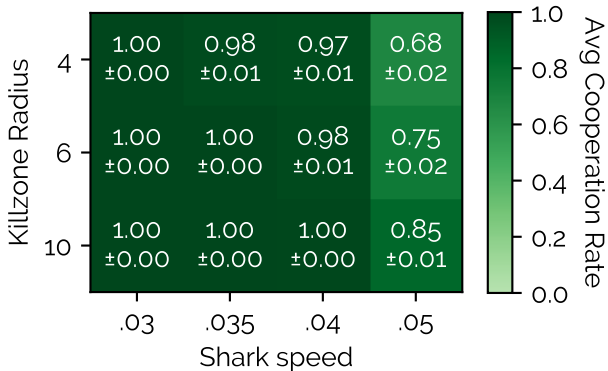 1.00 0.98 0.97 0.68
±0.00 ±0.01 ±0.01 ±0.02
1.00 1.00 0.98 0.75
±0.00 ±0.00 ±0.01 ±0.02
1.00 1.00 1.00 0.85
±0.00 ±0.00 ±0.00 ±0.01
4
6
10
Killzone Radius
.03 .035 .04 .05
Shark speed
1.0
0.8
0.6
0.4
0.2
0.0
Avg Cooperation Rate